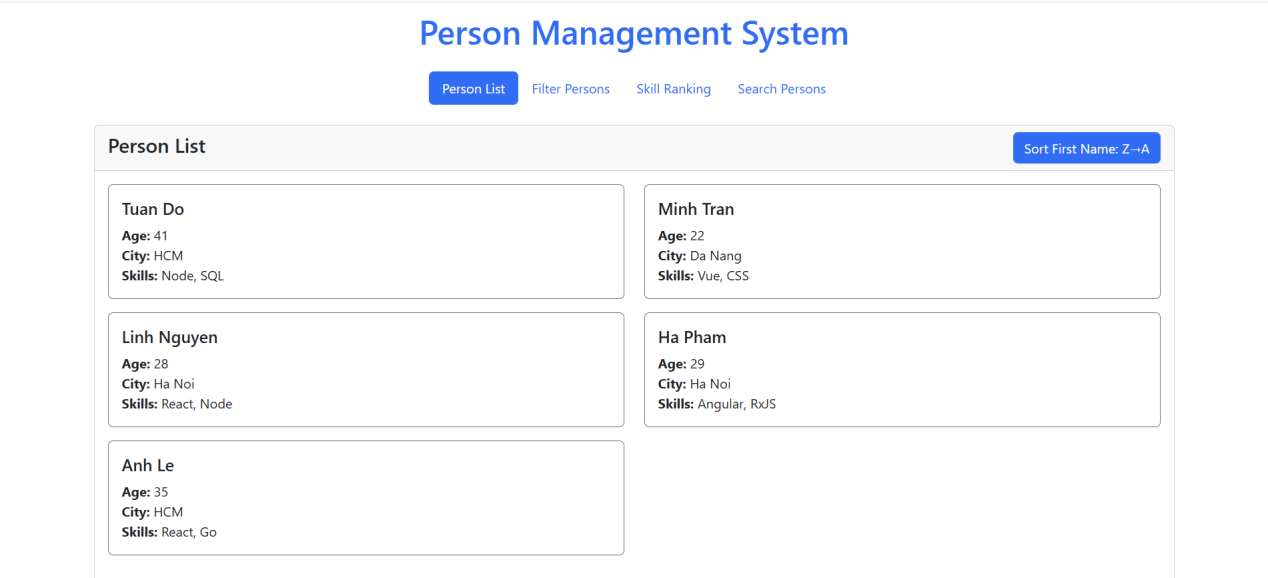 Person Management System
Person List Filter Persons Skill Ranking Search Persons
Person List
Sort First Name: Z→A
Tuan Do
Age: 41
City: HCM
Skills: Node, SQL
Minh Tran
Age: 22
City: Da Nang
Skills: Vue, CSS
Linh Nguyen
Age: 28
City: Ha Noi
Skills: React, Node
Ha Pham
Age: 29
City: Ha Noi
Skills: Angular, RxJS
Anh Le
Age: 35
City: HCM
Skills: React, Go